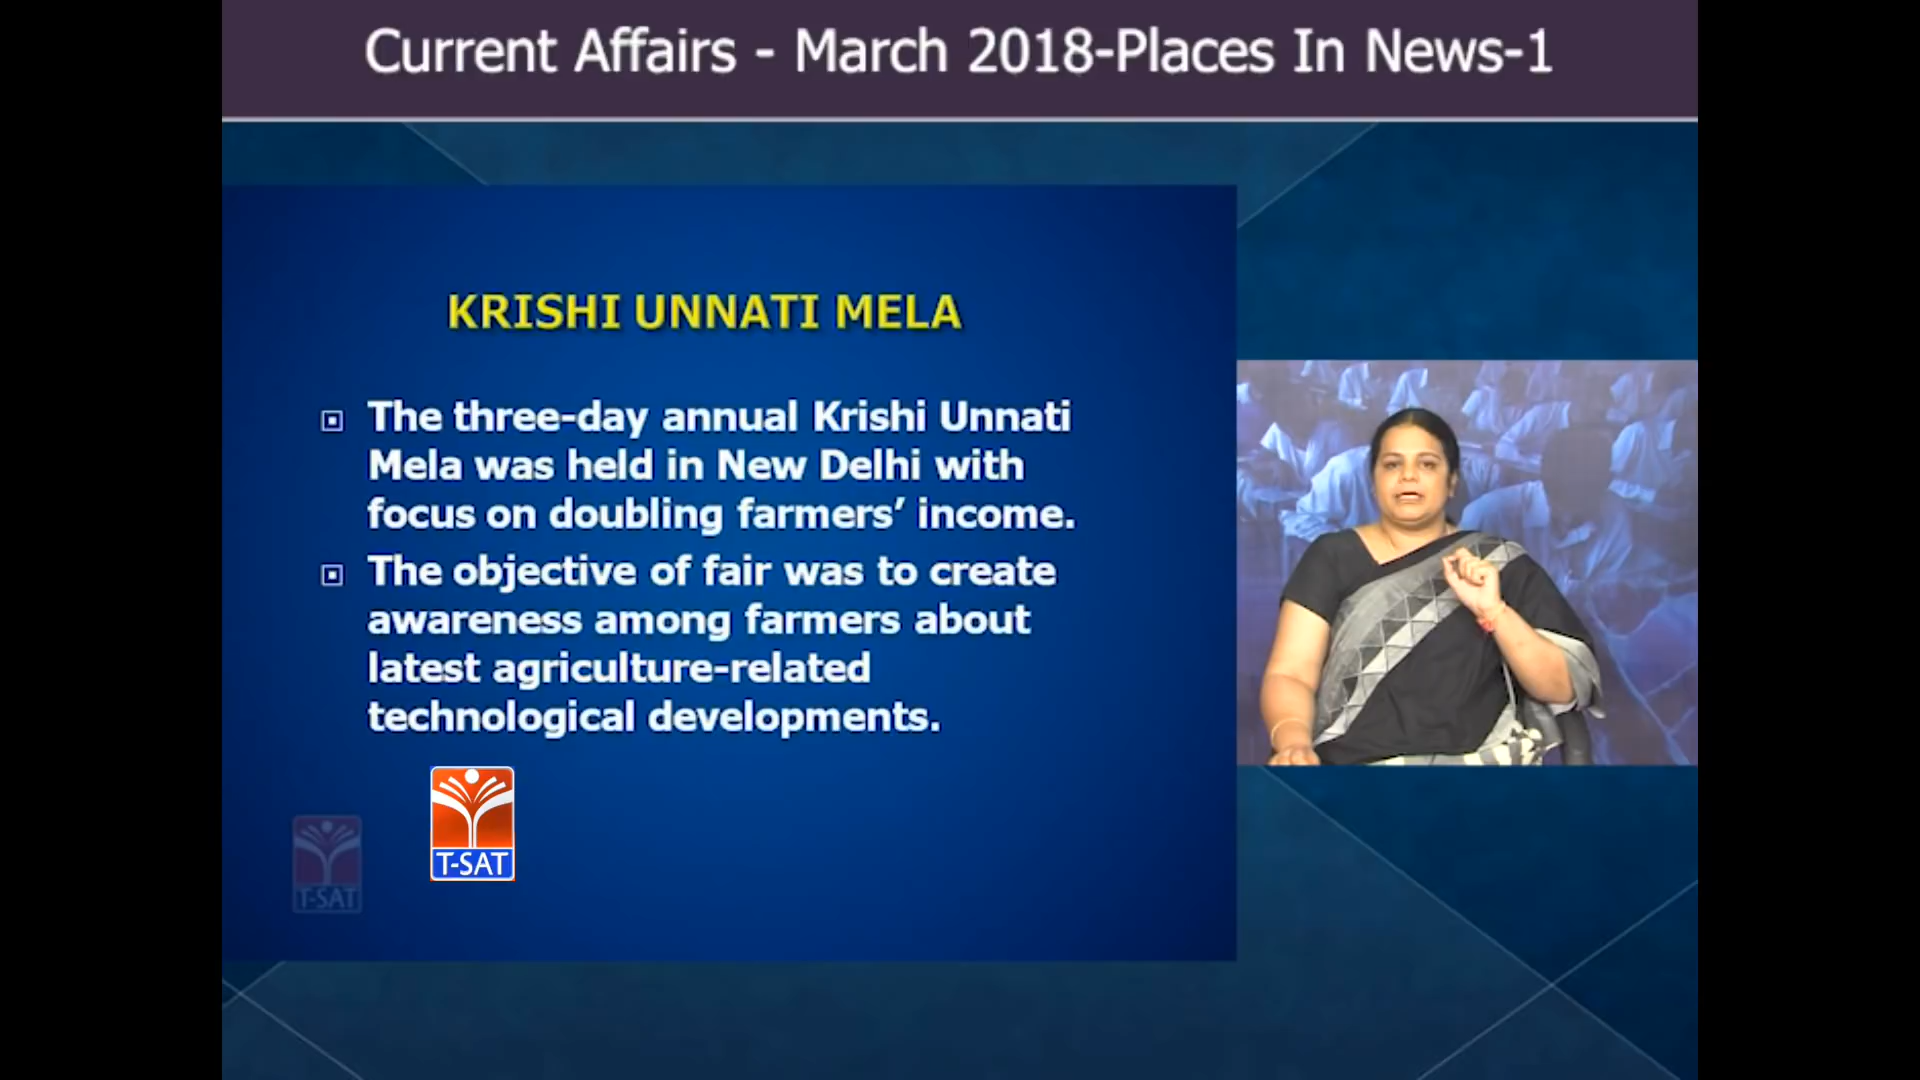 Current Affairs - March 2018-Places In News-1
KRISHI UNNATI MELA
The three-day annual Krishi Unnati
Mela was held in New Delhi with
focus on doubling farmers’ income.
The objective of fair was to create
awareness among farmers about
latest agriculture-related
technological developments.
T-SAT
T-SAT